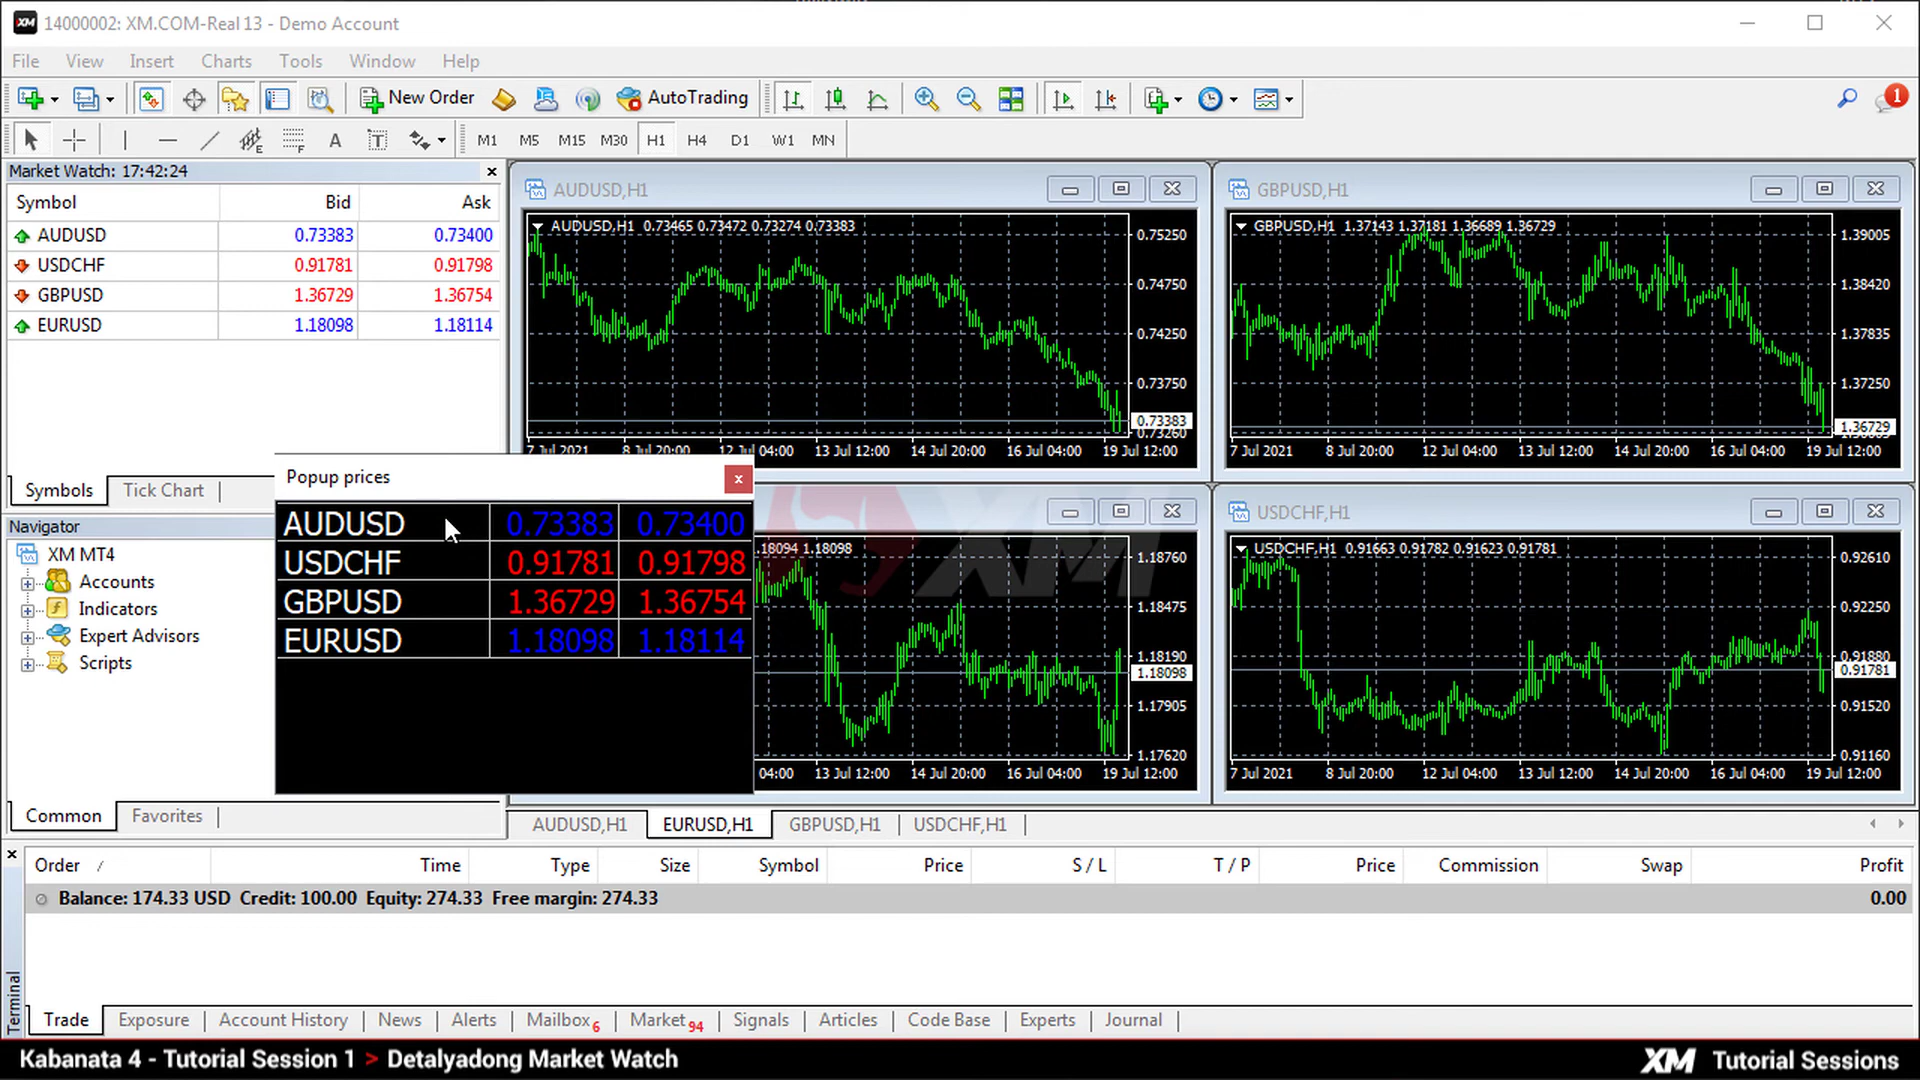 XM 14000002: XM.COM-Real 13 - Demo Account
File View Insert Charts Tools Window Help
New Order AutoTrading 1
A T M1 M5 M15 M30 H1 H4 D1 W1 MN
Market Watch: 17:42:24
Symbol Bid Ask
AUDUSD 0.73383 0.73400
USDCHF 0.91781 0.91798
GBPUSD 1.36729 1.36754
EURUSD 1.18098 1.18114
Symbols Tick Chart
Navigator
XM MT4
Accounts
Indicators
Expert Advisors
Scripts
Common Favorites
Popup prices
AUDUSD 0.73383 0.73400
USDCHF 0.91781 0.91798
GBPUSD 1.36729 1.36754
EURUSD 1.18098 1.18114
AUDUSD,H1
AUDUSD,H1 0.73465 0.73472 0.73274 0.73383
0.75250
0.74750
0.74250
0.73750
0.73383
7 Jul 2021 8 Jul 20:00 12 Jul 04:00 13 Jul 12:00 14 Jul 20:00 16 Jul 04:00 19 Jul 12:00
GBPUSD,H1
GBPUSD,H1 1.37143 1.37181 1.36689 1.36729
1.39005
1.38420
1.37835
1.37250
1.36729
7 Jul 2021 8 Jul 20:00 12 Jul 04:00 13 Jul 12:00 14 Jul 20:00 16 Jul 04:00 19 Jul 12:00
XM
.18094 1.18098
1.18760
1.18475
1.18190
1.18098
1.17905
1.17620
04:00 13 Jul 12:00 14 Jul 20:00 16 Jul 04:00 19 Jul 12:00
USDCHF,H1
USDCHF,H1 0.91663 0.91782 0.91623 0.91781
0.92610
0.92250
0.91880
0.91781
0.91520
0.91160
7 Jul 2021 8 Jul 20:00 12 Jul 04:00 13 Jul 12:00 14 Jul 20:00 16 Jul 04:00 19 Jul 12:00
AUDUSD,H1 EURUSD,H1 GBPUSD,H1 USDCHF,H1
Order / Time Type Size Symbol Price S / L T / P Price Commission Swap Profit
Balance: 174.33 USD Credit: 100.00 Equity: 274.33 Free margin: 274.33 0.00
Terminal
Trade Exposure Account History News Alerts Mailbox 6 Market 94 Signals Articles Code Base Experts Journal
Kabanata 4 - Tutorial Session 1 > Detalyadong Market Watch
XM Tutorial Sessions